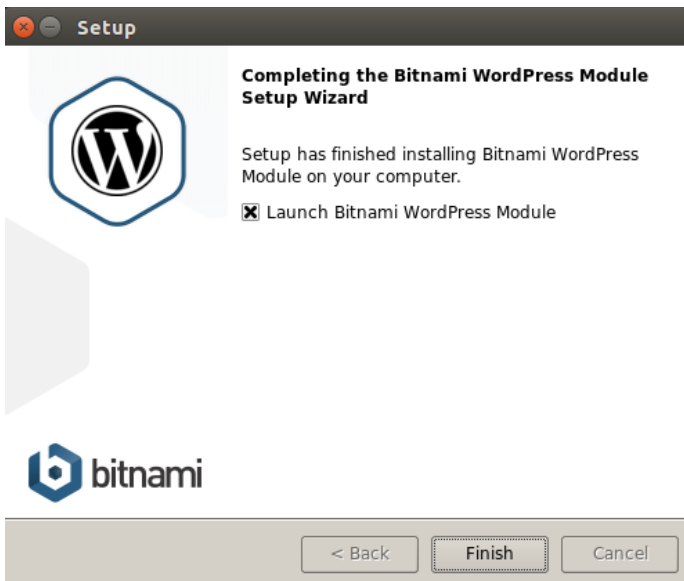 Setup
Completing the Bitnami WordPress Module
Setup Wizard
Setup has finished installing Bitnami WordPress
Module on your computer.
Launch Bitnami WordPress Module
bitnami
< Back
Finish
Cancel